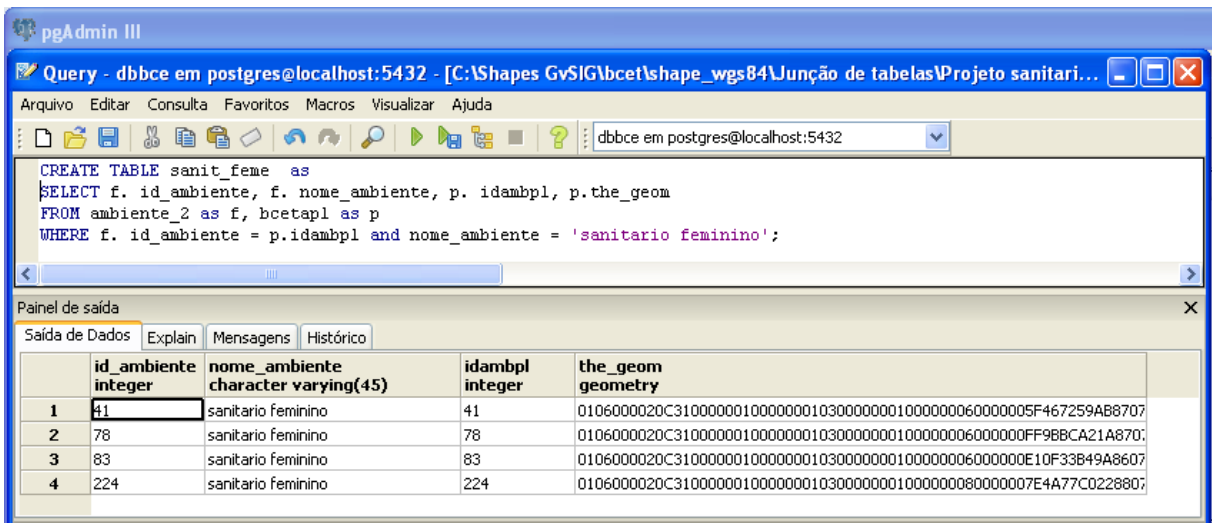 pgAdmin III
Query - dbbce em postgres@localhost:5432 - [C:\Shapes GvSIG\bcet\shape_wgs84\Junção de tabelas\Projeto sanitari...
Arquivo Editar Consulta Favoritos Macros Visualizar Ajuda
dbbce em postgres@localhost:5432
CREATE TABLE sanit_feme as
SELECT f. id_ambiente, f. nome_ambiente, p. idambpl, p.the_geom
FROM ambiente_2 as f, bcetapl as p
WHERE f. id_ambiente = p.idambpl and nome_ambiente = 'sanitario feminino';
Painel de saída
Saída de Dados Explain Mensagens Histórico
id_ambiente integer nome_ambiente character varying(45) idambpl integer the_geom geometry
1 41 sanitario feminino 41 0106000020C310000001000000010300000001000000060000005F467259AB8707
2 78 sanitario feminino 78 0106000020C31000000100000001030000000100000006000000FF9BBCA21A870
3 83 sanitario feminino 83 0106000020C31000000100000001030000000100000006000000E10F33B49A8607
4 224 sanitario feminino 224 0106000020C310000001000000010300000001000000080000007E4A77C0228807